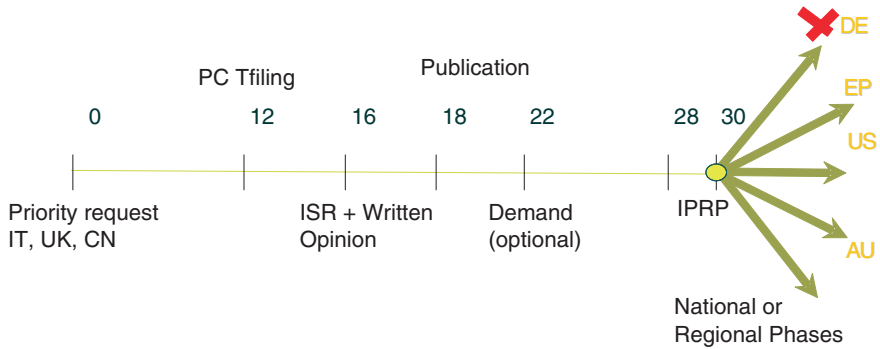 DE
Publication
PC Tfiling
EP
0 12 16 18 22 28 30
US
Priority request
IT, UK, CN
ISR + Written
Opinion
Demand
(optional)
IPRP
AU
National or
Regional Phases